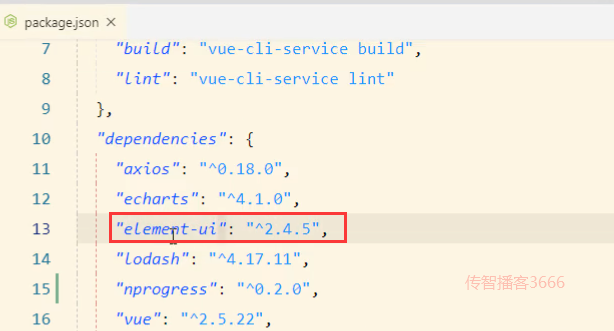 package.json ×
7 "build": "vue-cli-service build",
8 "lint": "vue-cli-service lint"
9 },
10 "dependencies": {
11 "axios": "^0.18.0",
12 "echarts": "^4.1.0",
13 "element-ui": "^2.4.5",
14 "lodash": "^4.17.11",
15 "nprogress": "^0.2.0",
16 "vue": "^2.5.22",
传智播客3666